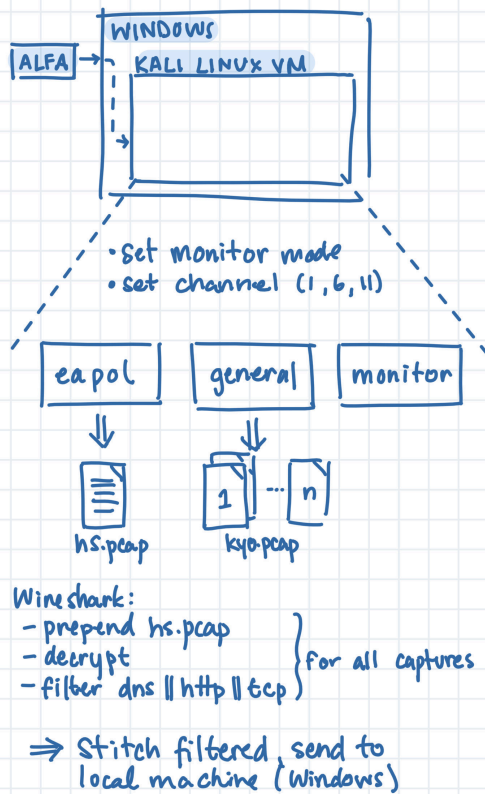 WINDOWS
ALFA
KALI LINUX VM
• set monitor mode
• set channel (1, 6, 11)
eapol
general
monitor
1
...
n
hs.pcap
kyo.pcap
Wireshark:
- prepend hs.pcap
- decrypt
- filter dns || http || tcp
for all captures
⇒ Stitch filtered, send to
local machine (Windows)